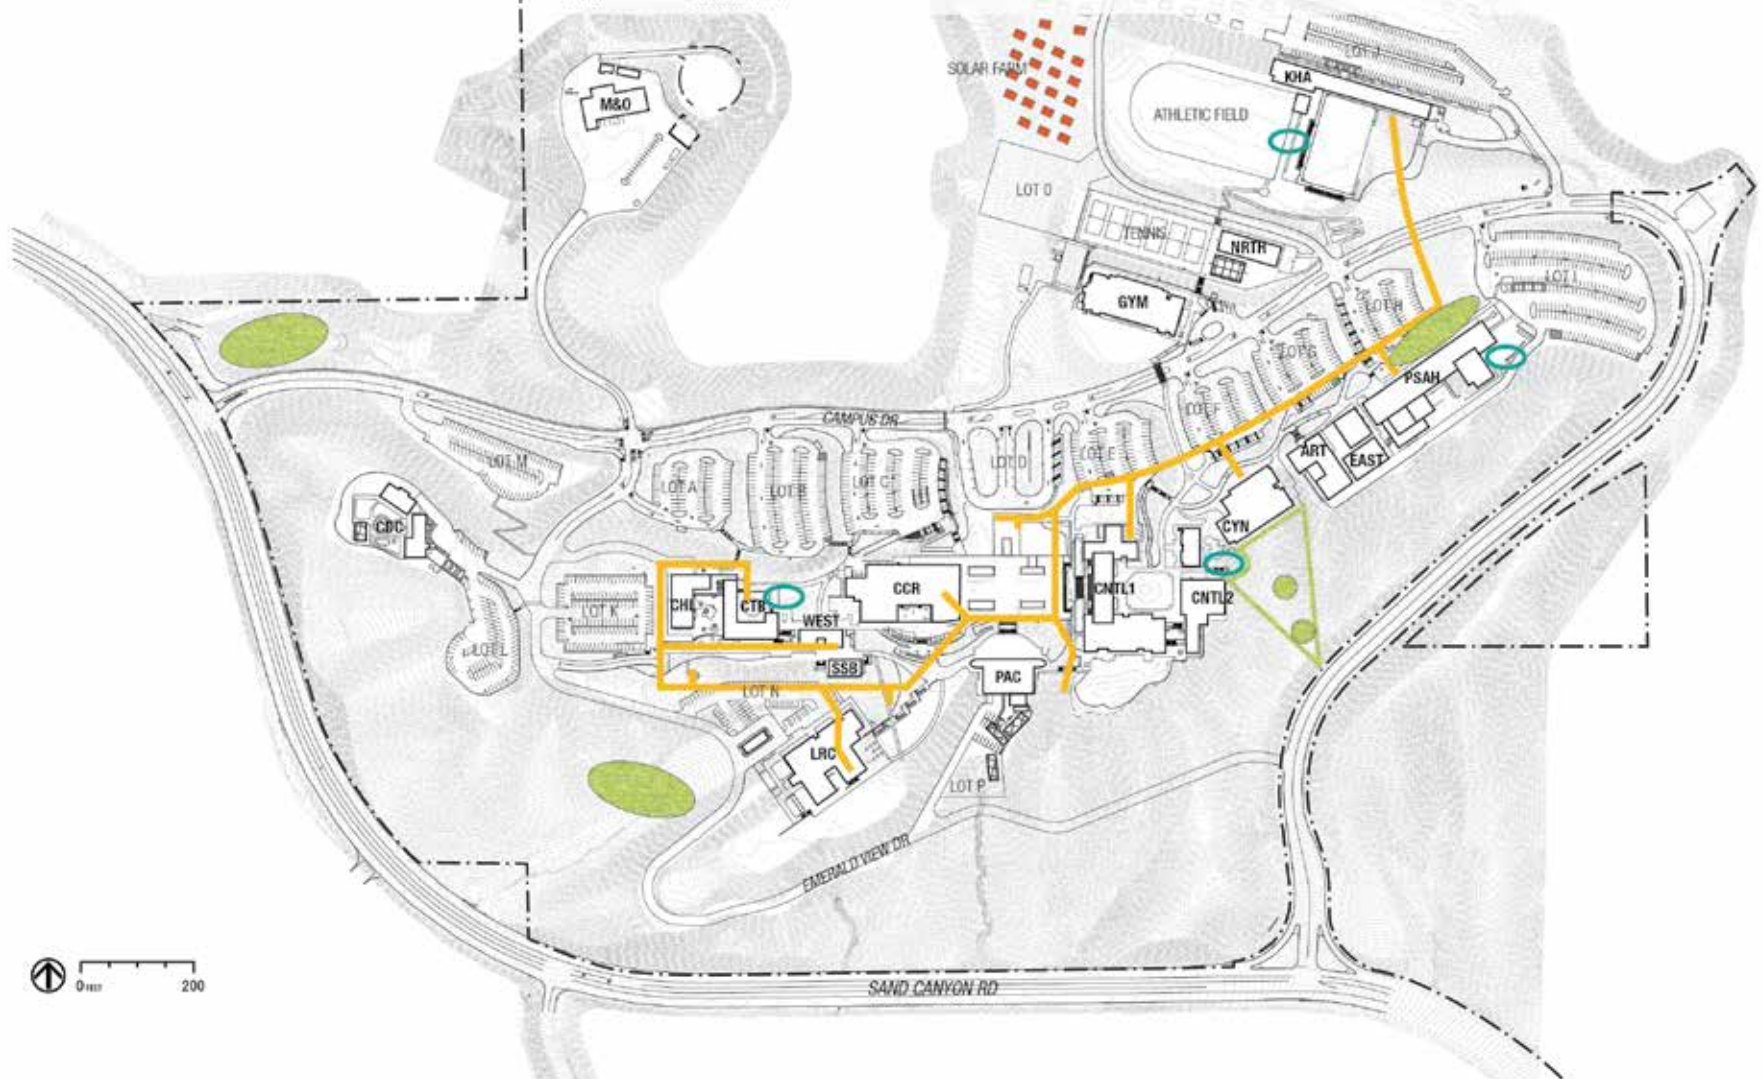 LOT J
KHA
SOLAR FARM
M&O
ATHLETIC FIELD
LOT O
TENNIS
NRTR
GYM
LOT I
LOT H
LOT G
PSAH
CAMPUS DR
LOT F
ART
EAST
LOT M
LOT A
LOT B
LOT C
LOT D
LOT E
CDC
CYN
CHL
CTB
CCR
CNTL1
CNTL2
LOT K
WEST
LOT L
SSB
PAC
LOT N
LRC
LOT P
EMERALD VIEW DR
0 FEET
200
SAND CANYON RD